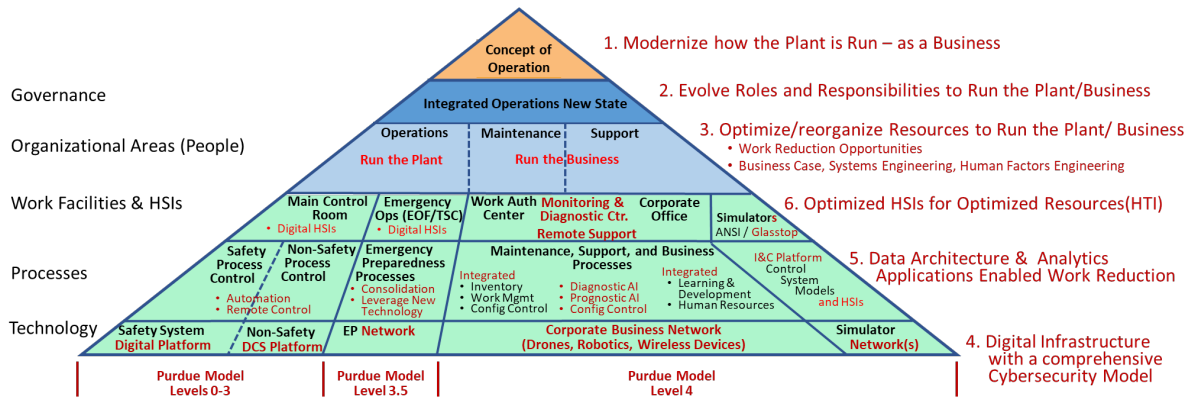 Concept of
Operation
1. Modernize how the Plant is Run – as a Business
Governance
Integrated Operations New State
2. Evolve Roles and Responsibilities to Run the Plant/Business
Organizational Areas (People)
Operations
Maintenance
Support
Run the Plant
Run the Business
3. Optimize/reorganize Resources to Run the Plant/ Business
• Work Reduction Opportunities
• Business Case, Systems Engineering, Human Factors Engineering
Work Facilities & HSIs
Main Control
Room
• Digital HSIs
Emergency
Ops (EOF/TSC)
• Digital HSIs
Work Auth
Center
Monitoring &
Diagnostic Ctr.
Remote Support
Corporate
Office
Simulators
ANSI / Glasstop
6. Optimized HSIs for Optimized Resources(HTI)
Processes
Safety
Process
Control
Non-Safety
Process
Control
• Automation
• Remote Control
Emergency
Preparedness
Processes
• Consolidation
• Leverage New
Technology
Maintenance, Support, and Business
Processes
Integrated
• Inventory
• Work Mgmt
• Config Control
• Diagnostic AI
• Prognostic AI
• Config Control
Integrated
• Learning &
Development
• Human Resources
I&C Platform
Control
System
Models
and HSIs
5. Data Architecture & Analytics
Applications Enabled Work Reduction
Technology
Safety System
Digital Platform
Non-Safety
DCS Platform
EP Network
Corporate Business Network
(Drones, Robotics, Wireless Devices)
Simulator
Network(s)
4. Digital Infrastructure
with a comprehensive
Cybersecurity Model
Purdue Model
Levels 0-3
Purdue Model
Level 3.5
Purdue Model
Level 4